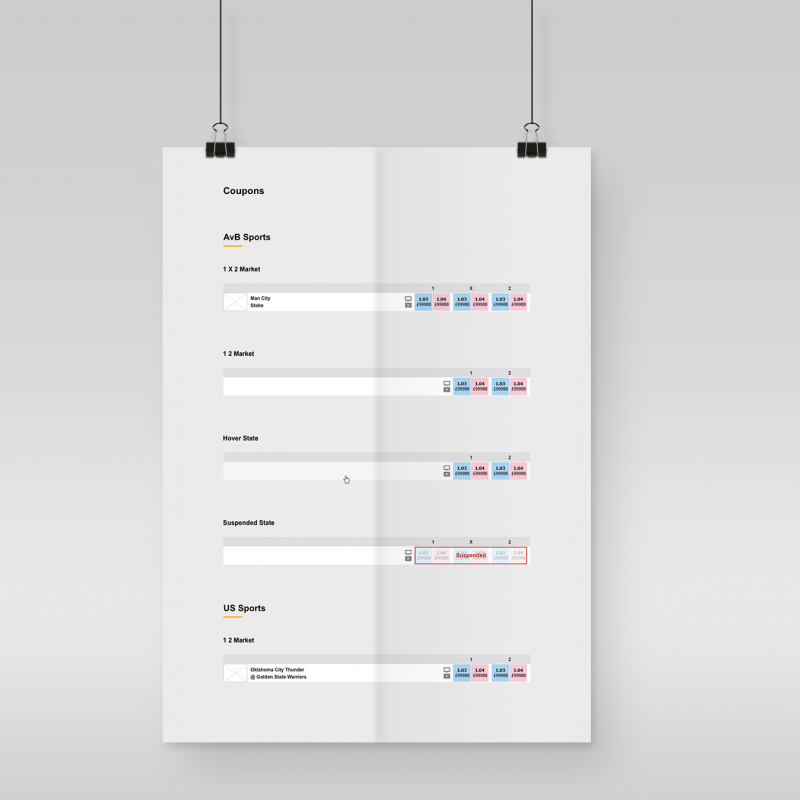 Coupons
AvB Sports
1 X 2 Market
1 X 2
Man City
Stoke
1.03 1.04 1.03 1.04 1.03 1.04
£99988 £99988 £99988 £99988 £99988 £99988
1 2 Market
1 2
1.03 1.04 1.03 1.04
£99988 £99988 £99988 £99988
Hover State
1 2
1.03 1.04 1.03 1.04
£99988 £99988 £99988 £99988
Suspended State
1 X 2
1.03 1.04 Suspended 1.03 1.04
US Sports
1 2 Market
1 2
Oklahoma City Thunder
@ Golden State Warriors
1.03 1.04 1.03 1.04
£99988 £99988 £99988 £99988